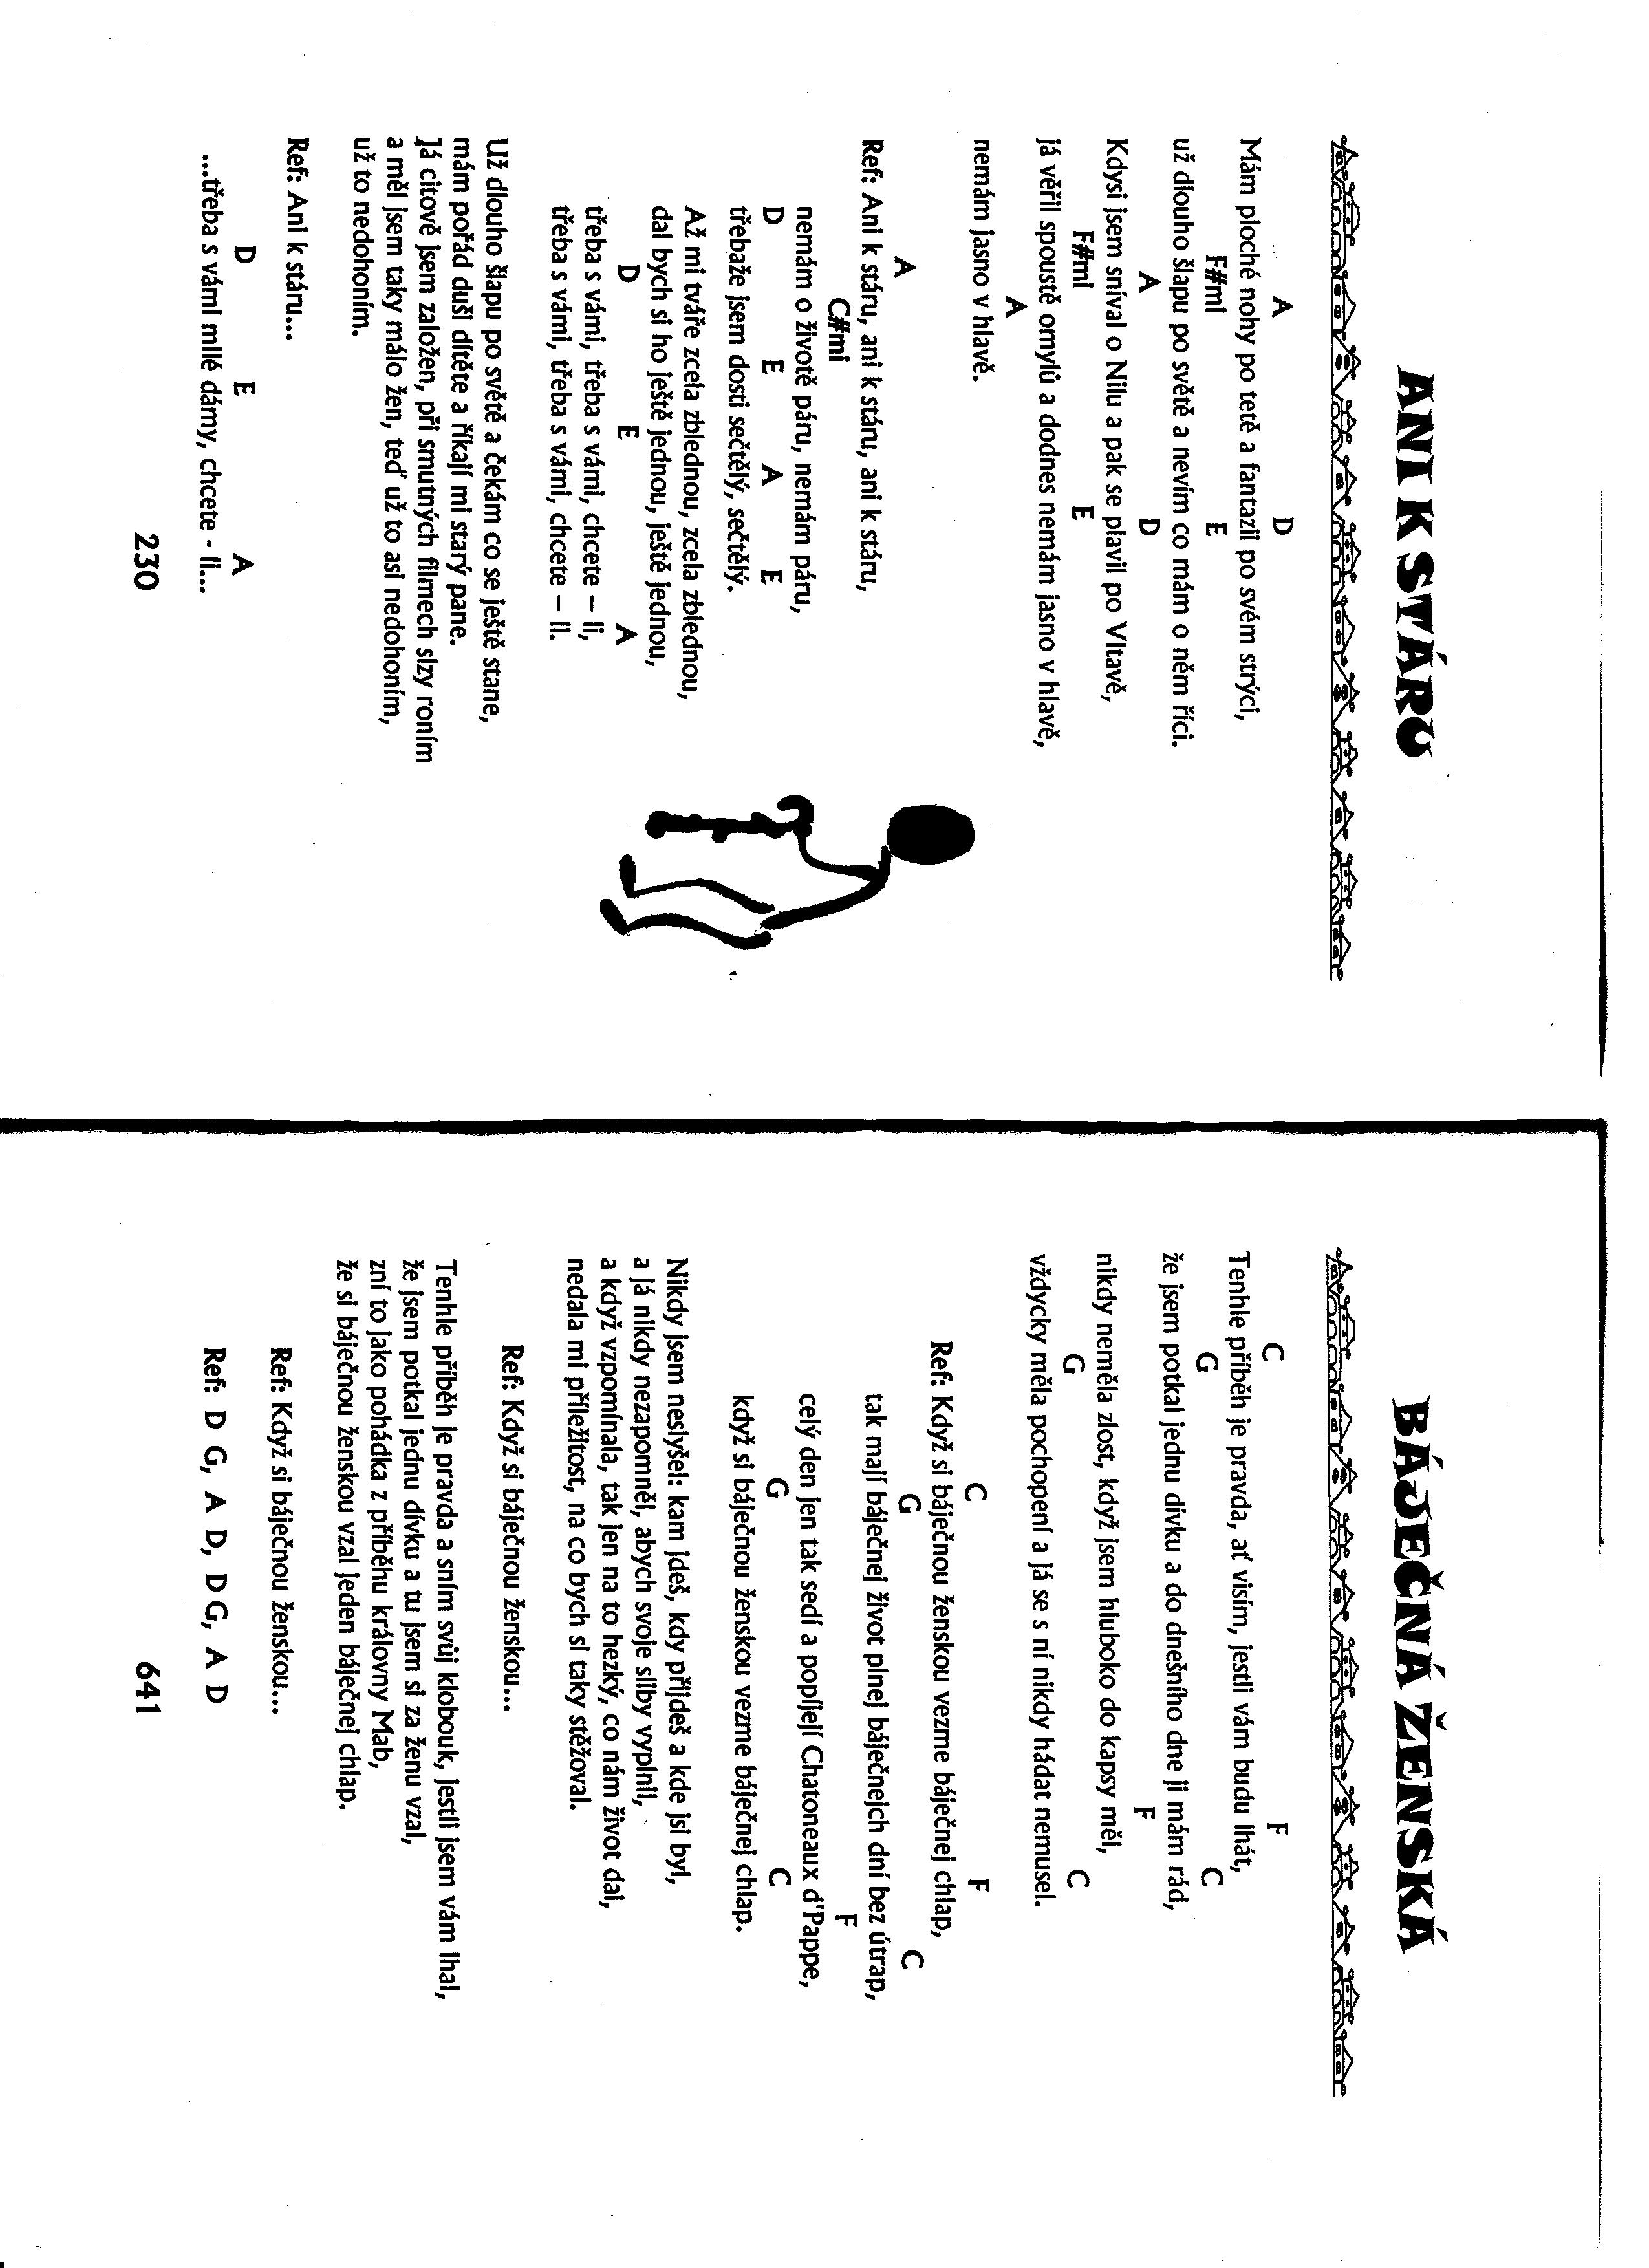 ANI K STÁRU
A D
Mám ploché nohy po tetě a fantazii po svém strýci,
F#mi E
už dlouho šlapu po světě a nevím co mám o něm říci.
A D
Kdysi jsem sníval o Nilu a pak se plavil po Vltavě,
F#mi E
já věřil spoustě omylů a dodnes nemám jasno v hlavě,
A
nemám jasno v hlavě.
A
Ref: Ani k stáru, ani k stáru, ani k stáru,
C#mi
nemám o životě páru, nemám páru,
D E A E
třebaže jsem dosti sečtělý, sečtělý.
Až mi tváře zcela zblednou, zcela zblednou,
dal bych si ho ještě jednou, ještě jednou,
D E A
třeba s vámi, třeba s vámi, chcete – li,
třeba s vámi, třeba s vámi, chcete – li.
Už dlouho šlapu po světě a čekám co se ještě stane,
mám pořád duši dítěte a říkají mi starý pane.
Já citově jsem založen, při smutných filmech slzy roním
a měl jsem taky málo žen, teď už to asi nedohoním,
už to nedohoním.
Ref: Ani k stáru...
D E A
...třeba s vámi milé dámy, chcete - li...
230
BÁJEČNÁ ŽENSKÁ
C F
Tenhle příběh je pravda, ať visím, jestli vám budu lhát,
G C
že jsem potkal jednu dívku a do dnešního dne ji mám rád,
F
nikdy neměla zlost, když jsem hluboko do kapsy měl,
G C
vždycky měla pochopení a já se s ní nikdy hádat nemusel.
C F
Ref: Když si báječnou ženskou vezme báječnej chlap,
G C
tak mají báječnej život plnej báječnejch dní bez útrap,
F
celý den jen tak sedí a popíjejí Chatoneaux d'Pappe,
G C
když si báječnou ženskou vezme báječnej chlap.
Nikdy jsem neslyšel: kam jdeš, kdy přijdeš a kde jsi byl,
a já nikdy nezapomněl, abych svoje sliby vyplnil,
a když vzpomínala, tak jen na to hezký, co nám život dal,
nedala mi příležitost, na co bych si taky stěžoval.
Ref: Když si báječnou ženskou...
Tenhle příběh je pravda a sním svůj klobouk, jestli jsem vám lhal,
že jsem potkal jednu dívku a tu jsem si za ženu vzal,
zní to jako pohádka z příběhu královny Mab,
že si báječnou ženskou vzal jeden báječnej chlap.
Ref: Když si báječnou ženskou...
Ref: D G, A D, DG, A D
641